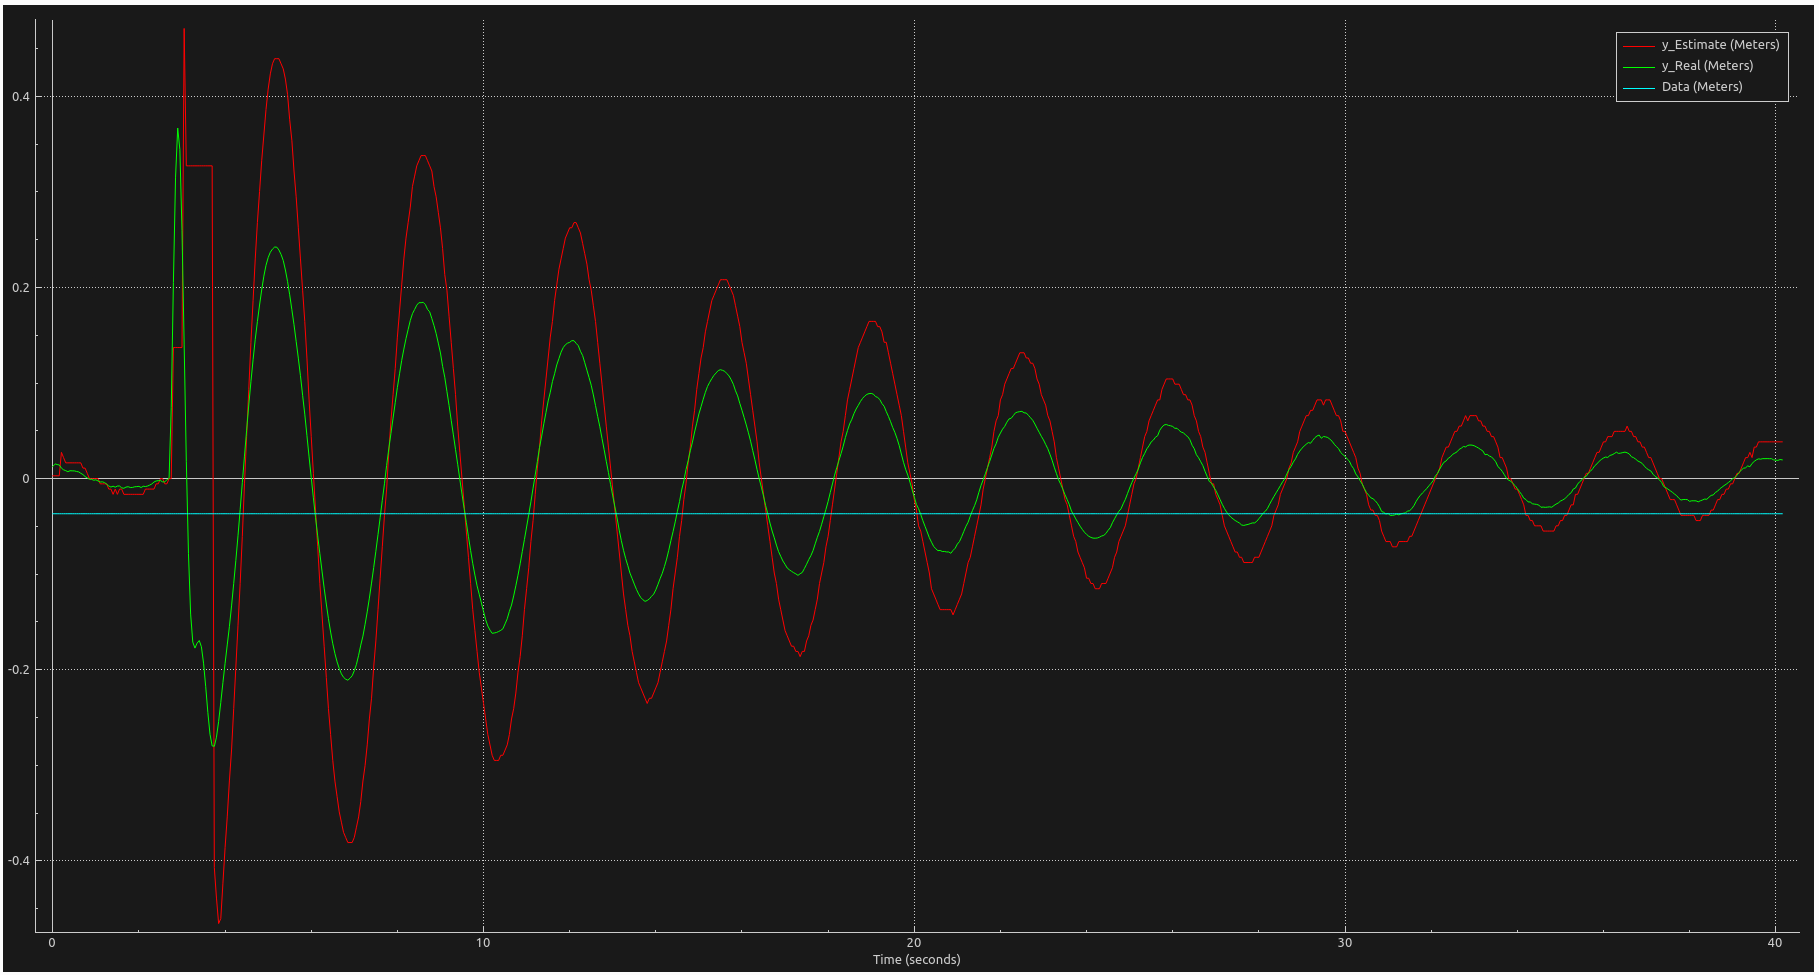 y_Estimate (Meters)
y_Real (Meters)
Data (Meters)
0.4
0.2
0
-0.2
-0.4
0 10 20 30 40
Time (seconds)